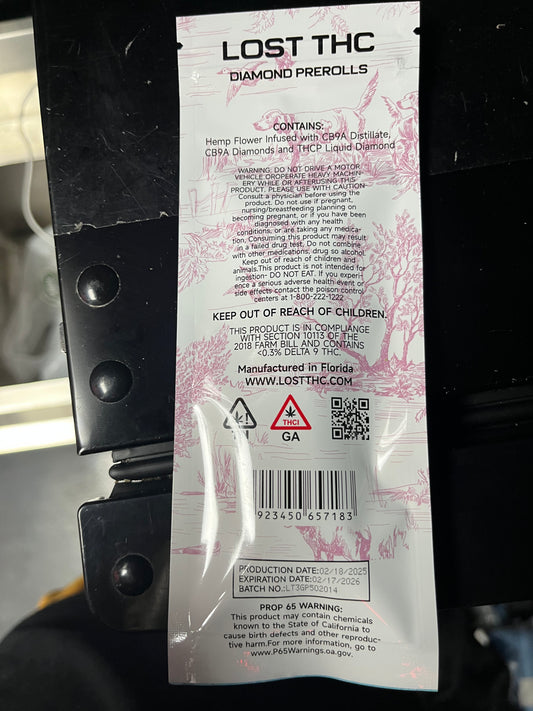 LOST THC
DIAMOND PREROLLS
CONTAINS:
Hemp Flower Infused with CB9A Distillate,
CB9A Diamonds and THCP Liquid Diamond
WARNING: DO NOT DRIVE A MOTOR
VEHICLE OROPERATE HEAVY MACHIN-
ERY WHILE OR AFTERUSING THIS
PRODUCT. PLEASE USE WITH CAUTION-
Consult a physician before using the
product. Do not use if pregnant,
nursing/breastfeeding planning on
becoming pregnant, or if you have been
diagnosed with any health
conditions, or are taking any medica-
tion. Consuming this product may result
in a failed drug test. Do not combine
with other medications, drug so alcohol.
Keep out of reach of children and
animals.This product is not intended for
ingestion- DO NOT EAT. If you experi-
ence a serious adverse health event or
side effects contact the poison control
centers at 1-800-222-1222
KEEP OUT OF REACH OF CHILDREN.
THIS PRODUCT IS IN COMPLIANCE
WITH SECTION 10113 OF THE
2018 FARM BILL AND CONTAINS
<0.3% DELTA 9 THC.
Manufactured in Florida
WWW.LOSTTHC.COM
!
THCI
GA
923450 657183
PRODUCTION DATE:02/18/2025
EXPIRATION DATE:02/17/2026
BATCH NO.:LT3GP502014
PROP 65 WARNING:
This product may contain chemicals
known to the State of California to
cause birth defects and other reproduc-
tive harm.For more information, go to
www.P65Warnings.oa.gov.